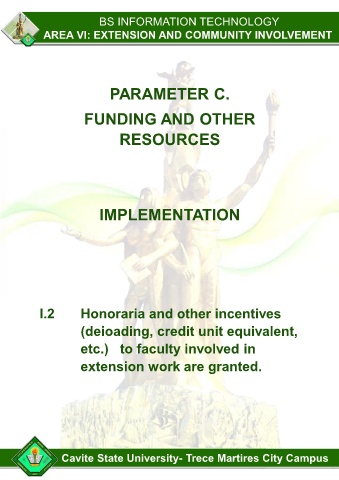 BS INFORMATION TECHNOLOGY
AREA VI: EXTENSION AND COMMUNITY INVOLVEMENT
PARAMETER C.
FUNDING AND OTHER
RESOURCES
IMPLEMENTATION
I.2 Honoraria and other incentives
(deioading, credit unit equivalent,
etc.) to faculty involved in
extension work are granted.
Cavite State University- Trece Martires City Campus